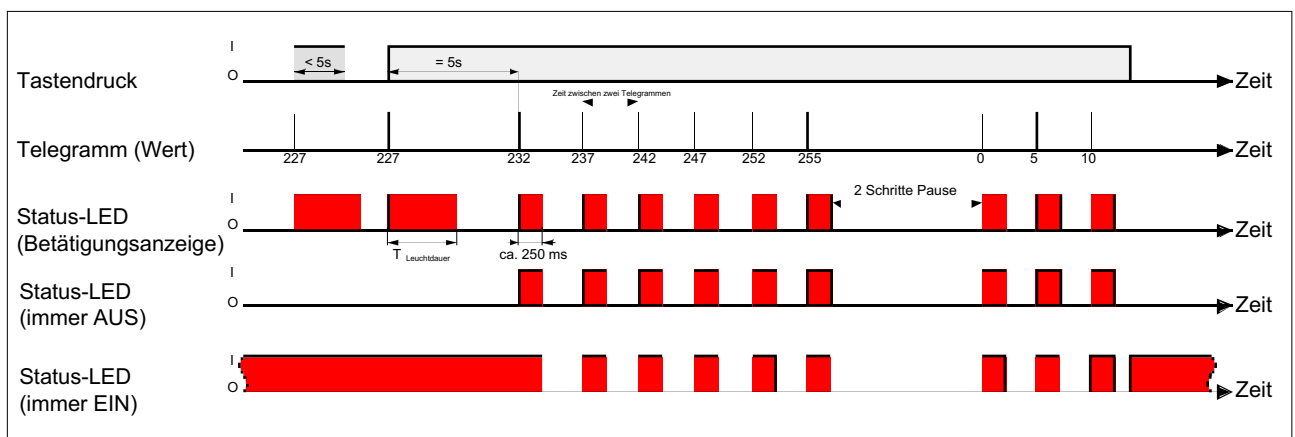 I
< 5s
= 5s
Tastendruck
O
Zeit
Zeit zwischen zwei Telegrammen
Telegramm (Wert)
Zeit
227
227
232
237
242
247
252
255
0
5
10
I
2 Schritte Pause
Status-LED
(Betätigungsanzeige)
O
Zeit
T Leuchtdauer
ca. 250 ms
I
Status-LED
(immer AUS)
O
Zeit
I
Status-LED
(immer EIN)
O
Zeit